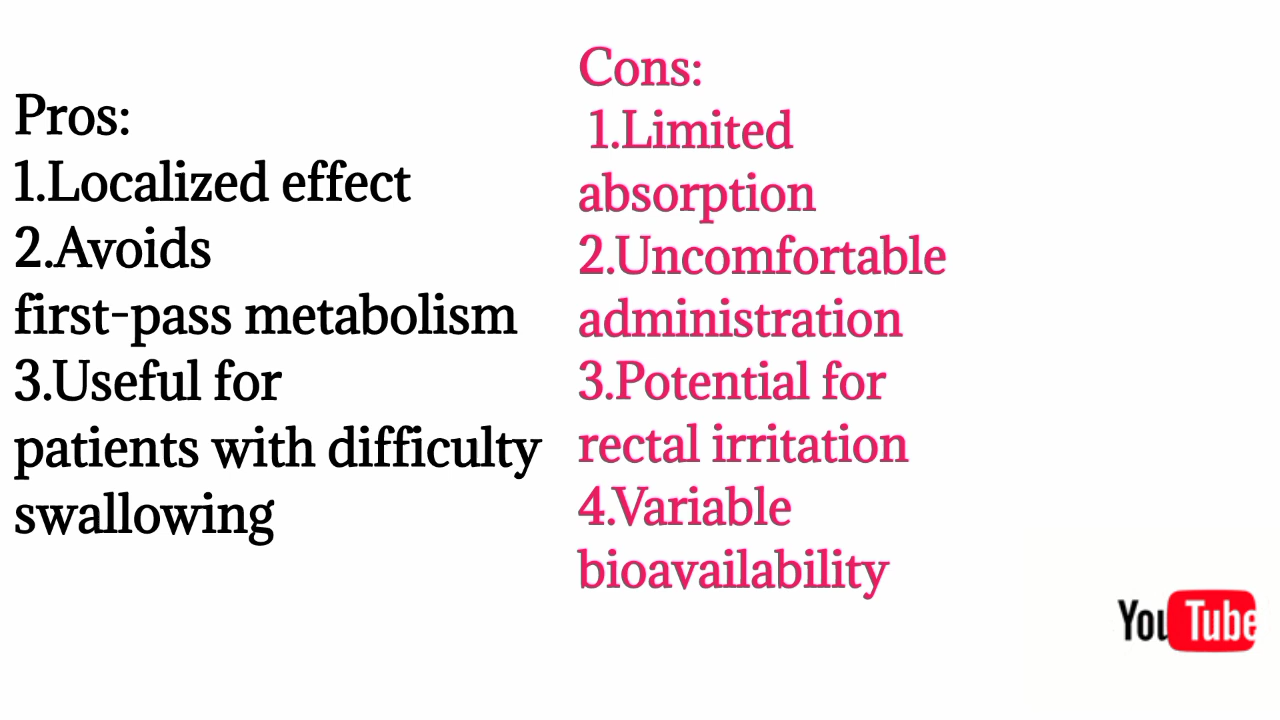 Pros:
1.Localized effect
2.Avoids
first-pass metabolism
3.Useful for
patients with difficulty
swallowing
Cons:
1.Limited
absorption
2.Uncomfortable
administration
3.Potential for
rectal irritation
4.Variable
bioavailability
YouTube